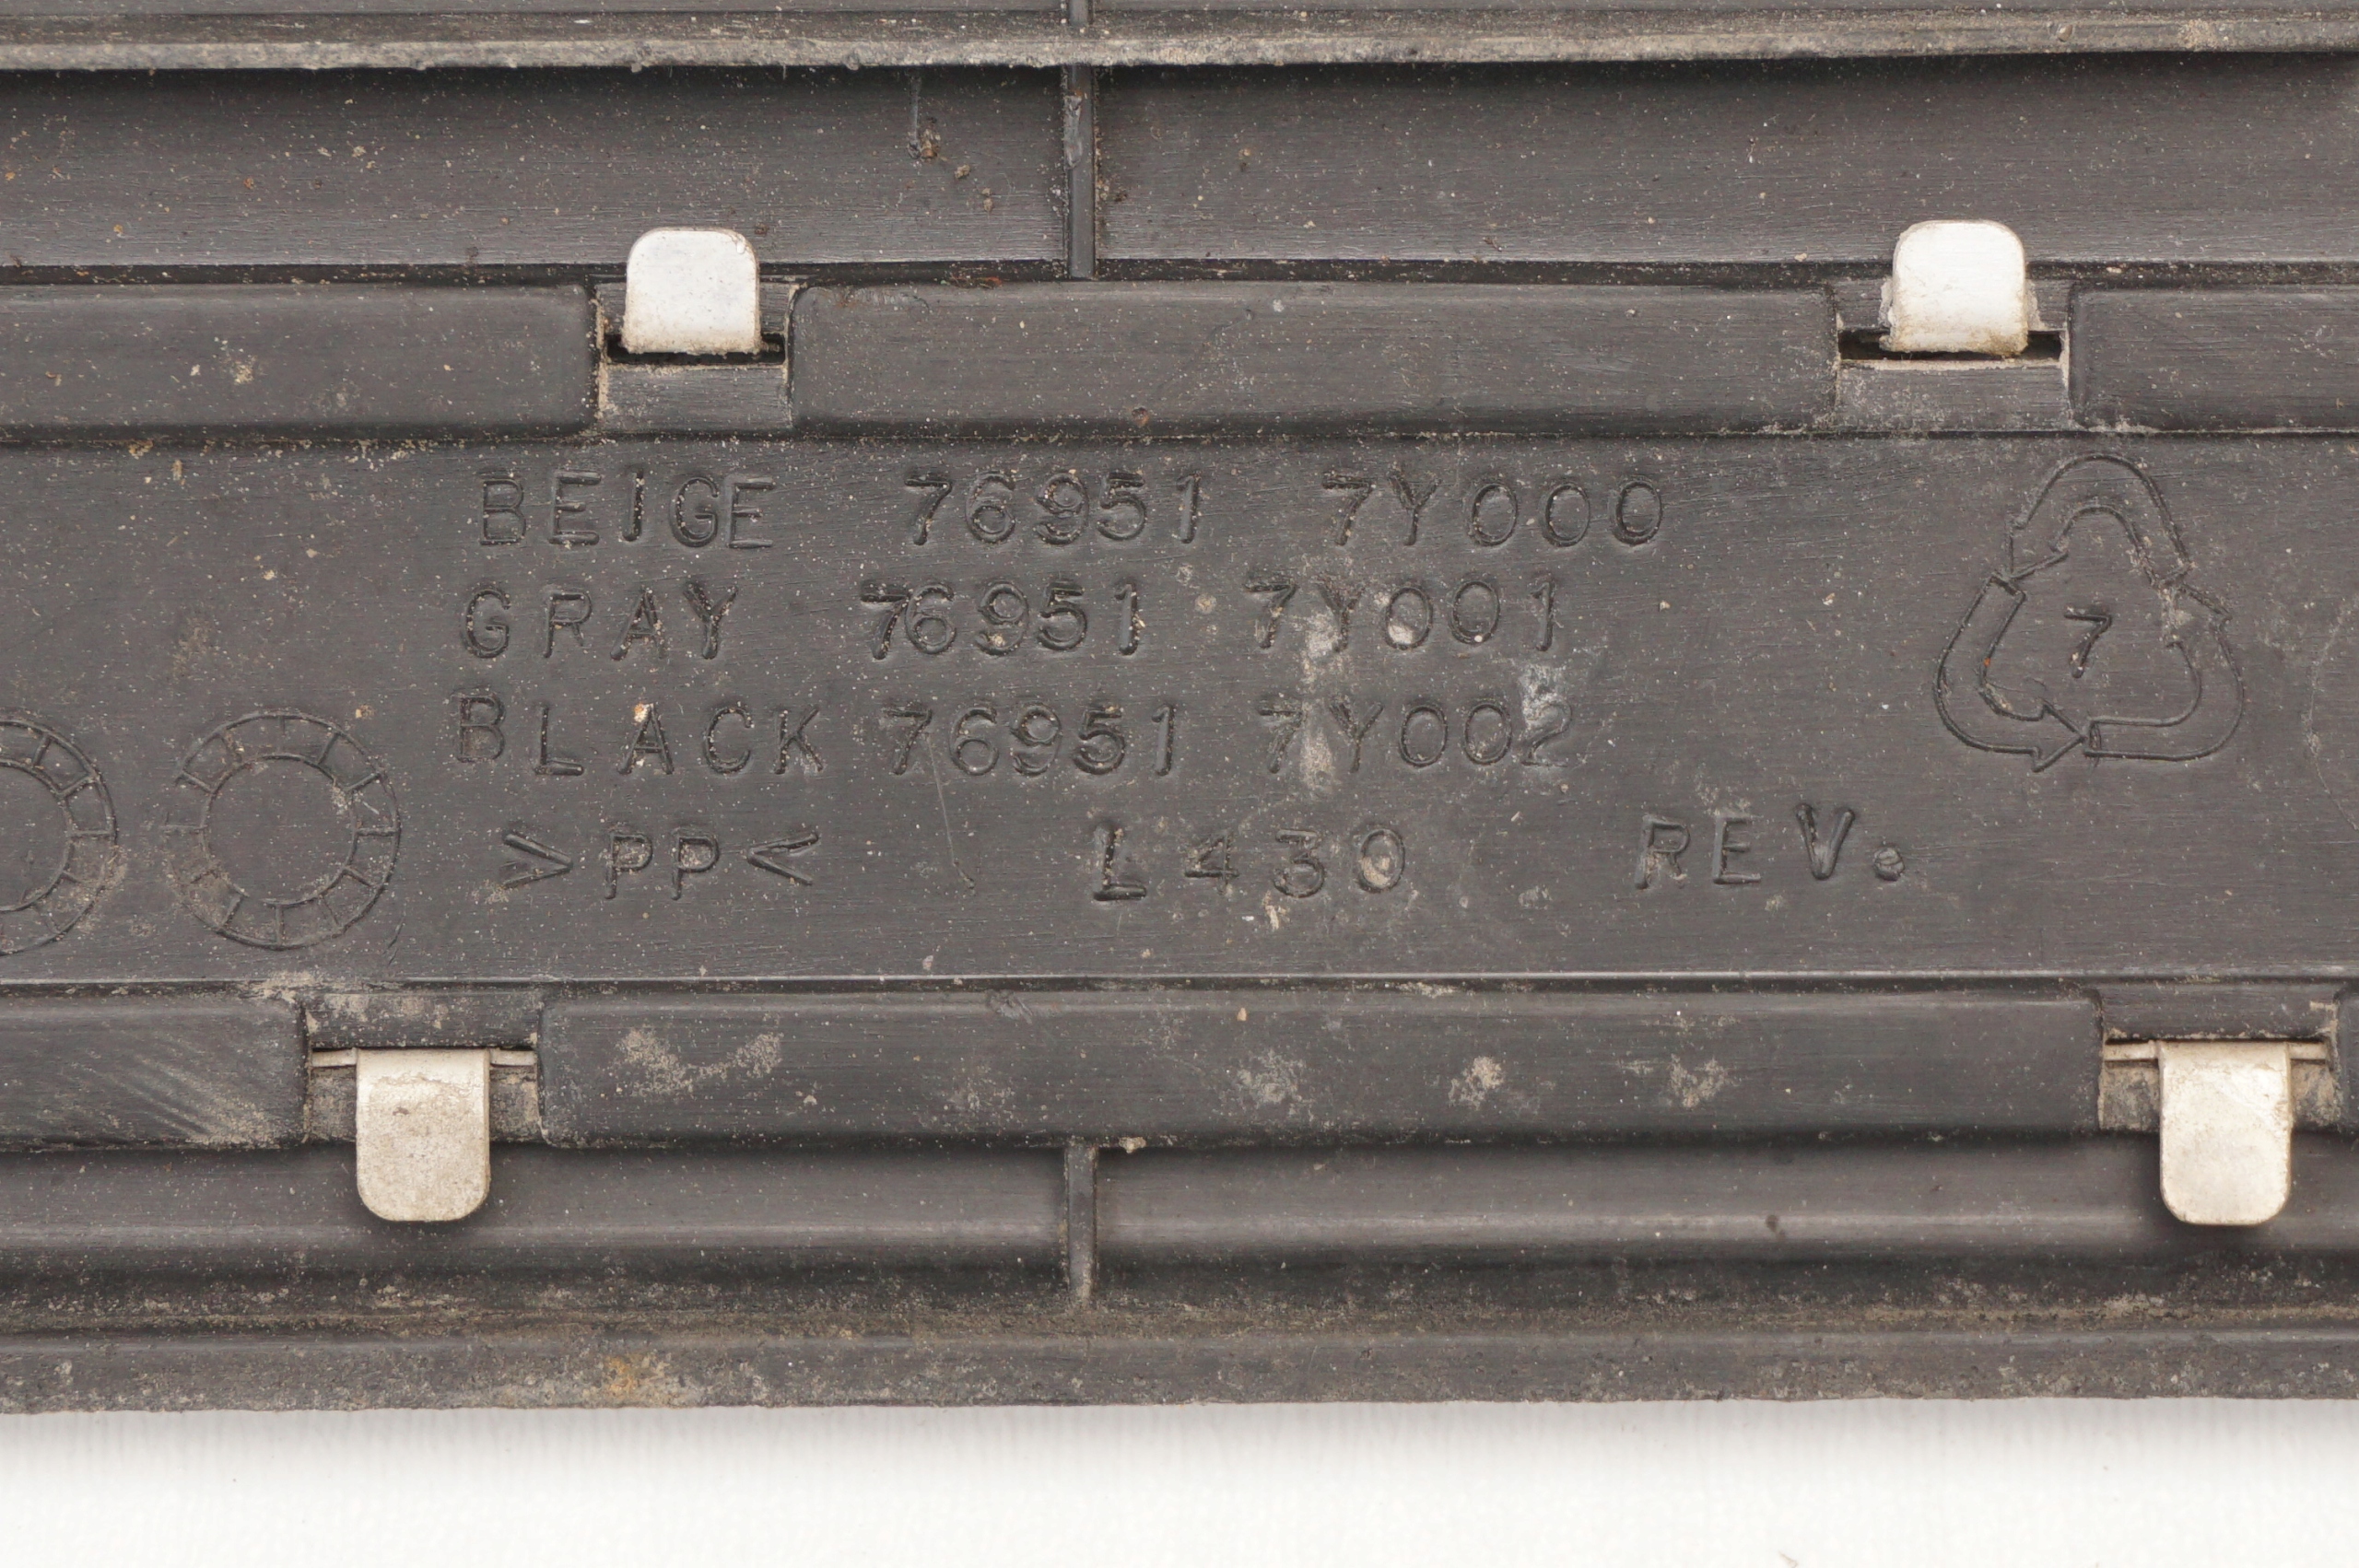 BEIGE 76951 7Y000
GRAY 76951 7Y001
BLACK 76951 7Y002
>PP< L430 REV.
7